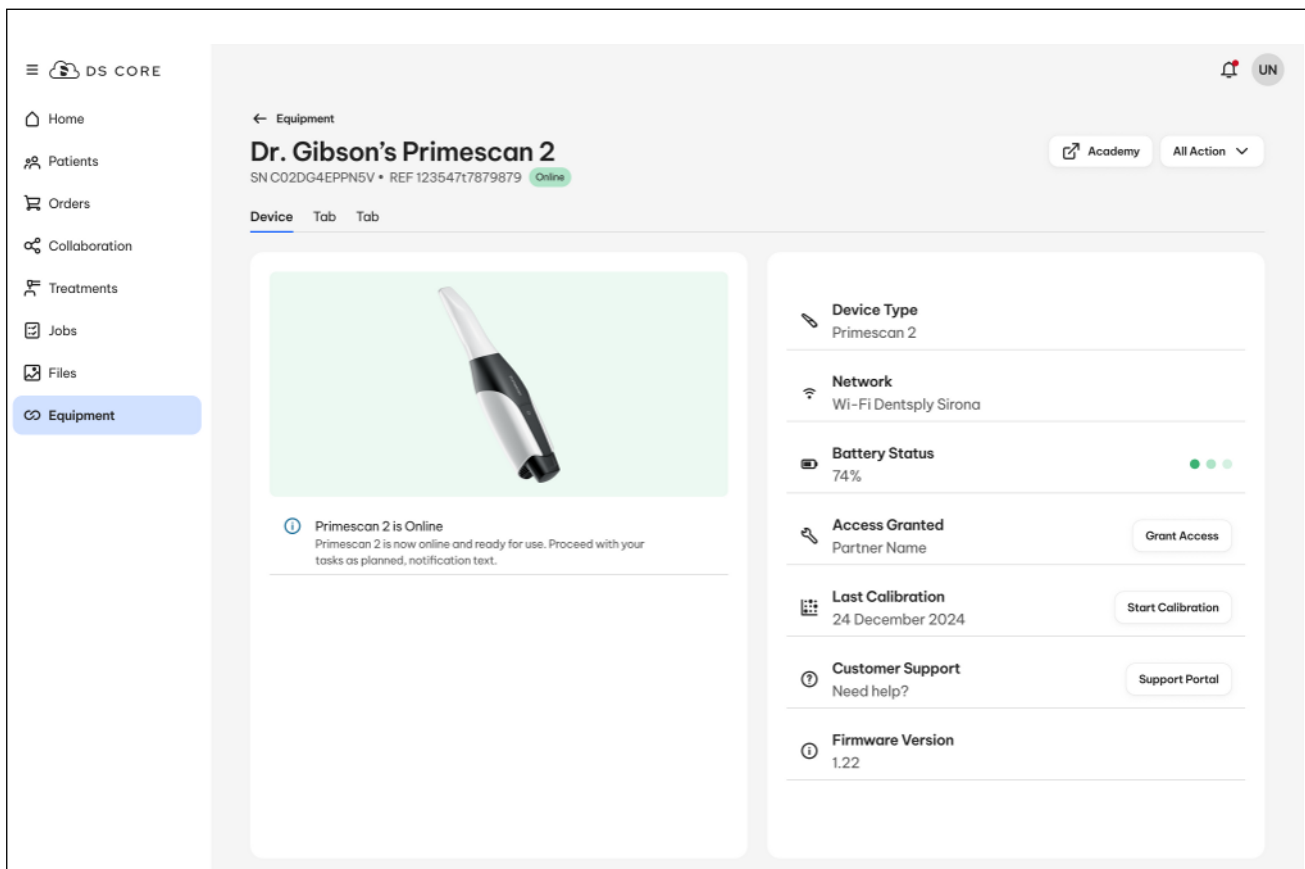 DS CORE
UN
Home
Patients
Orders
Collaboration
Treatments
Jobs
Files
Equipment
Equipment
Dr. Gibson's Primescan 2
SN C02DG4EPPN5V • REF 123547t7879879 Online
Academy
All Action
Device Tab Tab
Primescan 2 is Online
Primescan 2 is now online and ready for use. Proceed with your
tasks as planned, notification text.
Device Type
Primescan 2
Network
Wi-Fi Dentsply Sirona
Battery Status
74%
Access Granted
Partner Name
Grant Access
Last Calibration
24 December 2024
Start Calibration
Customer Support
Need help?
Support Portal
Firmware Version
1.22